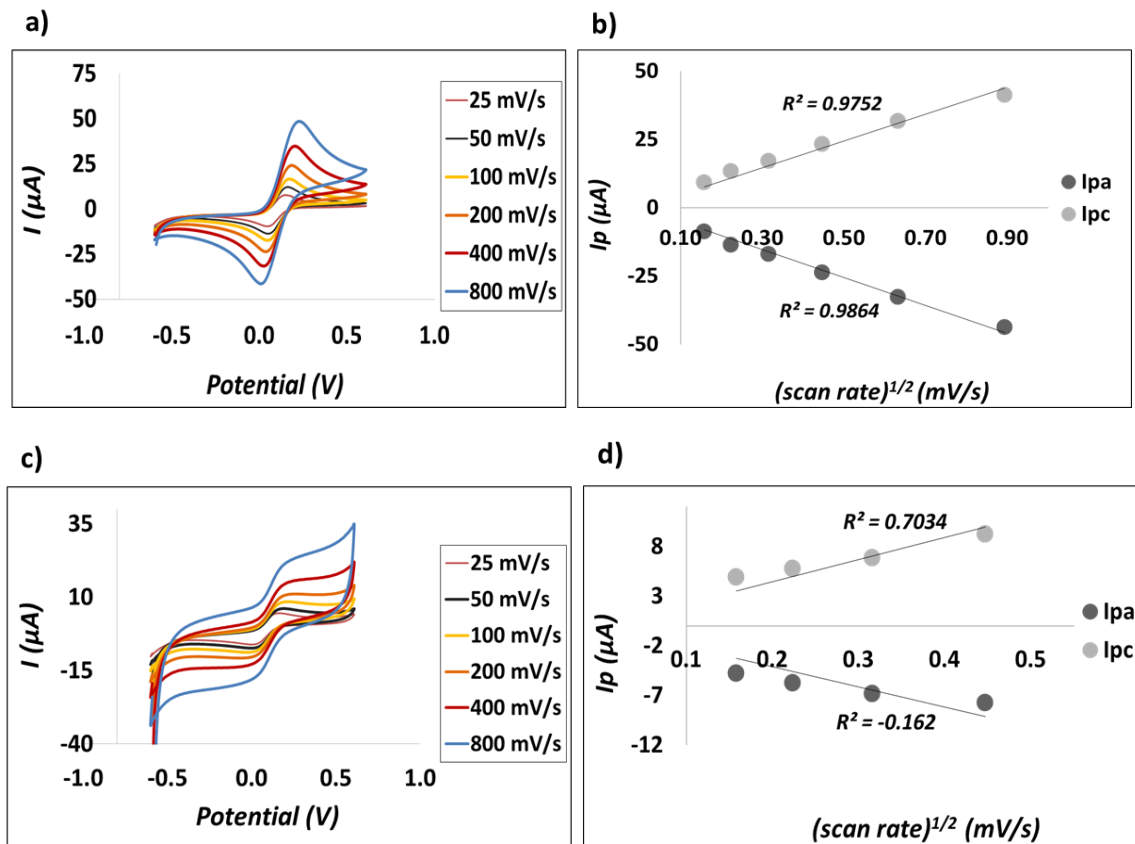 a)
75
50
25
0
-25
-50
-1.0 -0.5 0.0 0.5 1.0
I (µA)
Potential (V)
25 mV/s
50 mV/s
100 mV/s
200 mV/s
400 mV/s
800 mV/s
b)
50
25
0
-25
-50
0.10 0.30 0.50 0.70 0.90
Ip (µA)
R² = 0.9752
R² = 0.9864
Ipa
Ipc
(scan rate)¹/² (mV/s)
c)
35
10
-15
-40
-1.0 -0.5 0.0 0.5 1.0
I (µA)
Potential (V)
25 mV/s
50 mV/s
100 mV/s
200 mV/s
400 mV/s
800 mV/s
d)
8
3
-2
-7
-12
0.1 0.2 0.3 0.4 0.5
Ip (µA)
R² = 0.7034
R² = -0.162
Ipa
Ipc
(scan rate)¹/² (mV/s)